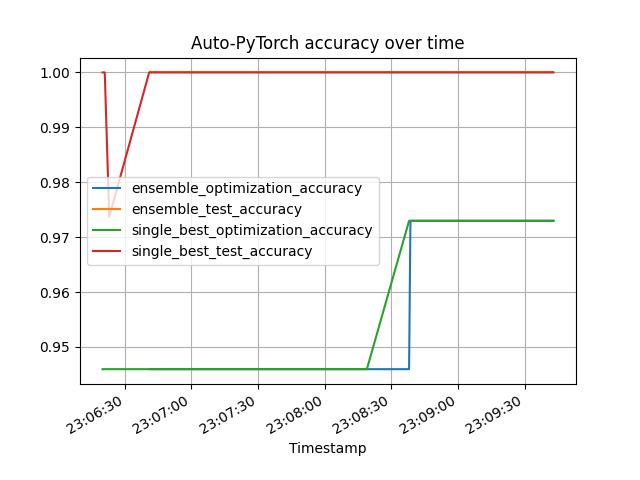 Auto-PyTorch accuracy over time
1.00
0.99
0.98
0.97
0.96
0.95
ensemble_optimization_accuracy
ensemble_test_accuracy
single_best_optimization_accuracy
single_best_test_accuracy
23:06:30
23:07:00
23:07:30
23:08:00
23:08:30
23:09:00
23:09:30
Timestamp